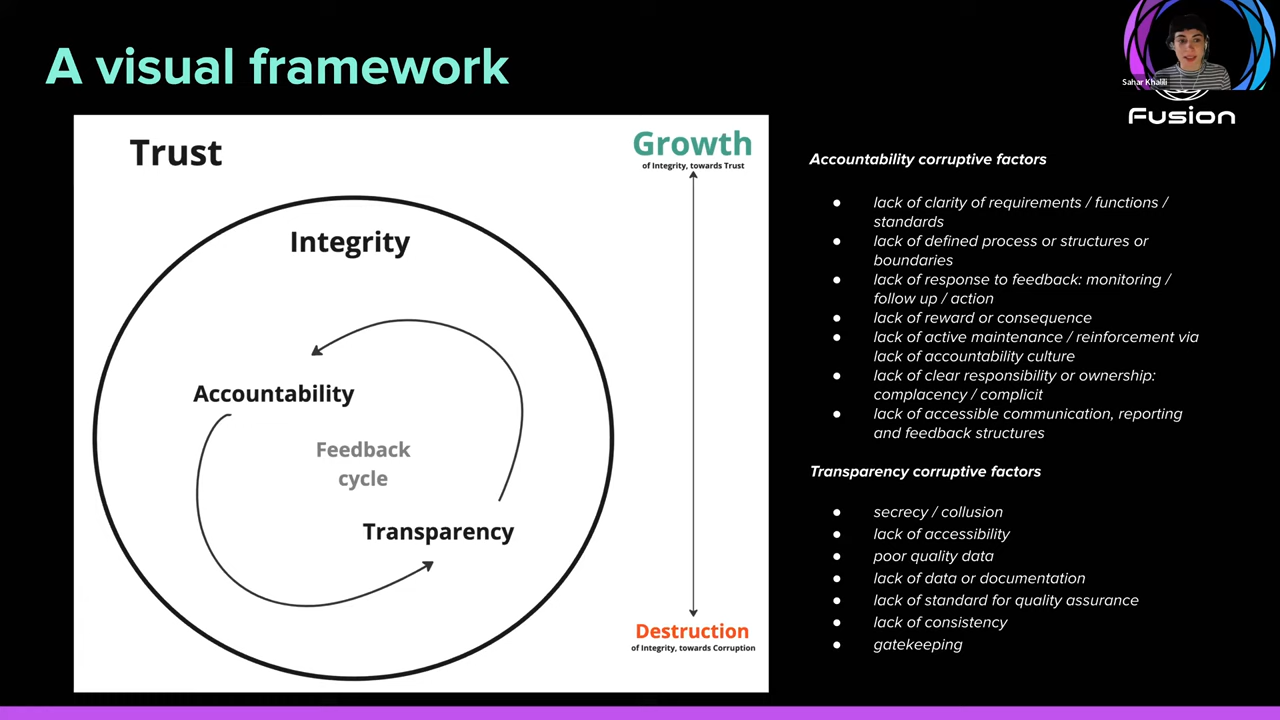 A visual framework
Sahar Khalili
Fusion
Trust
Growth
of Integrity, towards Trust
Integrity
Accountability
Feedback
cycle
Transparency
Destruction
of Integrity, towards Corruption
Accountability corruptive factors
● lack of clarity of requirements / functions /
standards
● lack of defined process or structures or
boundaries
● lack of response to feedback: monitoring /
follow up / action
● lack of reward or consequence
● lack of active maintenance / reinforcement via
lack of accountability culture
● lack of clear responsibility or ownership:
complacency / complicit
● lack of accessible communication, reporting
and feedback structures
Transparency corruptive factors
● secrecy / collusion
● lack of accessibility
● poor quality data
● lack of data or documentation
● lack of standard for quality assurance
● lack of consistency
● gatekeeping